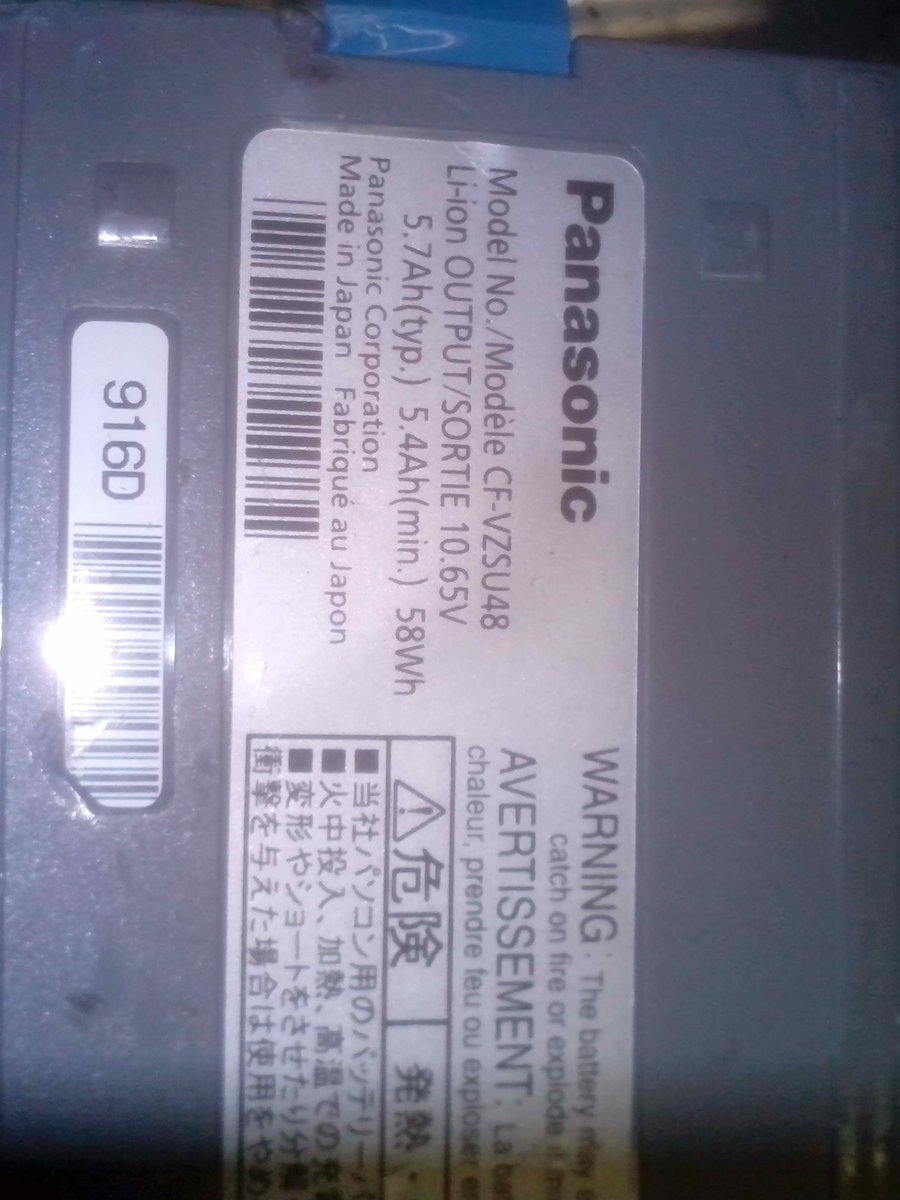 Panasonic
Model No./Modèle CF-VZSU48
Li-ion OUTPUT/SORTIE 10.65V
5.7Ah(typ.) 5.4Ah(min.) 58Wh
Panasonic Corporation
Made in Japan Fabriqué au Japon
916D
WARNING: The battery may
catch on fire or explode if
AVERTISSEMENT: La
chaleur, prendre feu ou exploser
⚠危険 発熱・
■当社パソコン用のバッテリー
■火中投入、加熱、高温での充
■変形やショートをさせたり分解
衝撃を与えた場合は使用をやめ